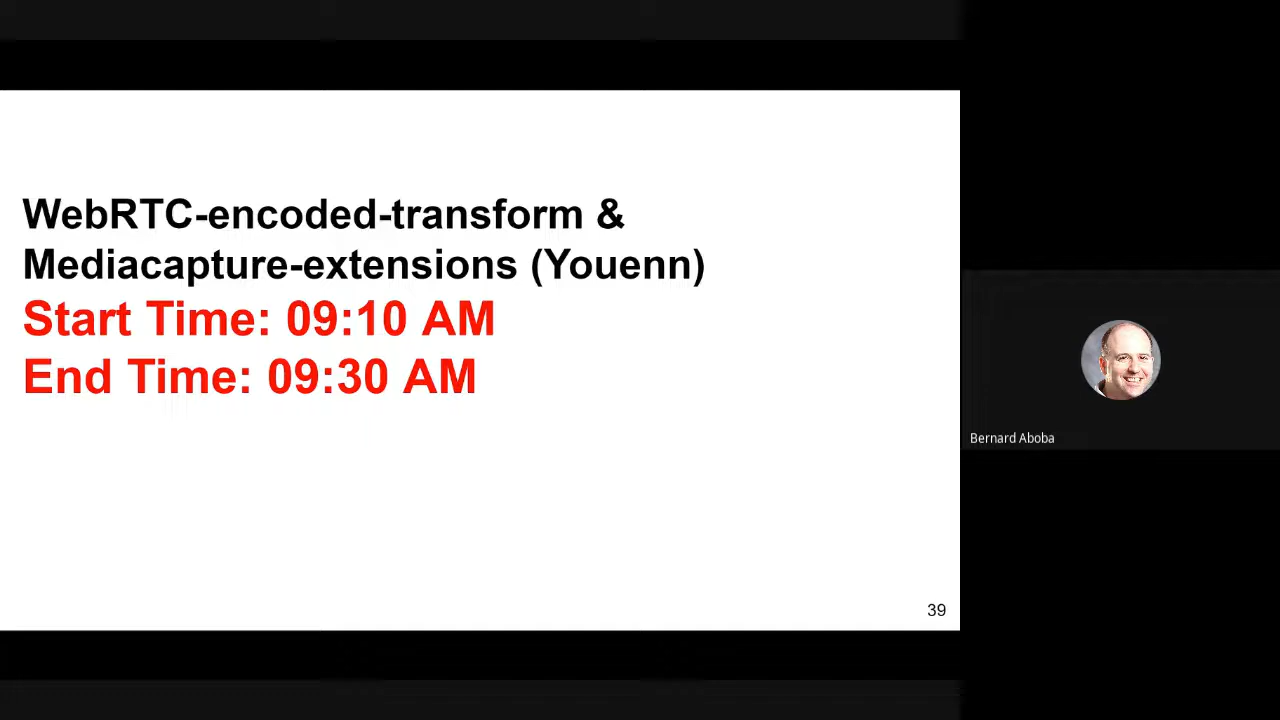 WebRTC-encoded-transform &
Mediacapture-extensions (Youenn)
Start Time: 09:10 AM
End Time: 09:30 AM
39
Bernard Aboba